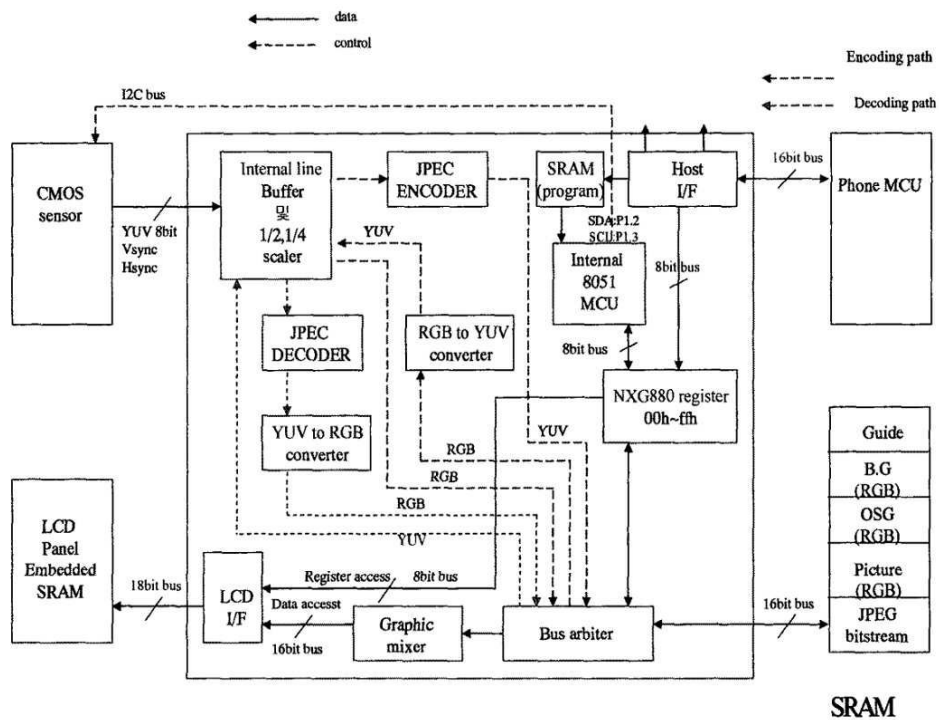 data
control
Encoding path
Decoding path
I2C bus
CMOS
sensor
YUV 8bit
Vsync
Hsync
Internal line
Buffer
및
1/2,1/4
scaler
JPEC
ENCODER
SRAM
(program)
Host
I/F
16bit bus
Phone MCU
SDA:P1.2
SCU:P1.3
YUV
Internal
8051
MCU
8bit bus
JPEC
DECODER
RGB to YUV
converter
8bit bus
NXG880 register
00h~ffh
YUV to RGB
converter
RGB
YUV
RGB
RGB
YUV
Guide
B.G
(RGB)
OSG
(RGB)
Picture
(RGB)
JPEG
bitstream
LCD
Panel
Embedded
SRAM
18bit bus
LCD
I/F
Register access
8bit bus
Data accesst
16bit bus
Graphic
mixer
Bus arbiter
16bit bus
SRAM